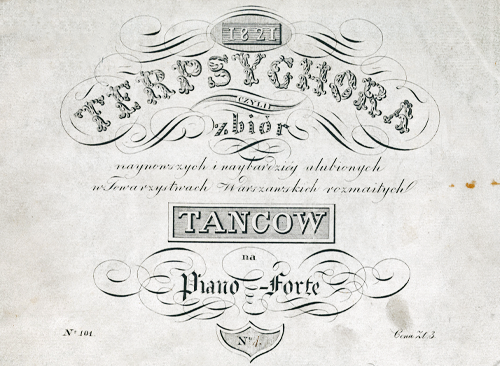 1821
TERPSYCHORA
CZYLI
zbiór
naynowszych i naybardziey ulubionych
w Towarzystwach Warszawskich rozmaitych
TANCOW
na
Piano-Forte
No 101.
No 1.
Cena Zł. 3.